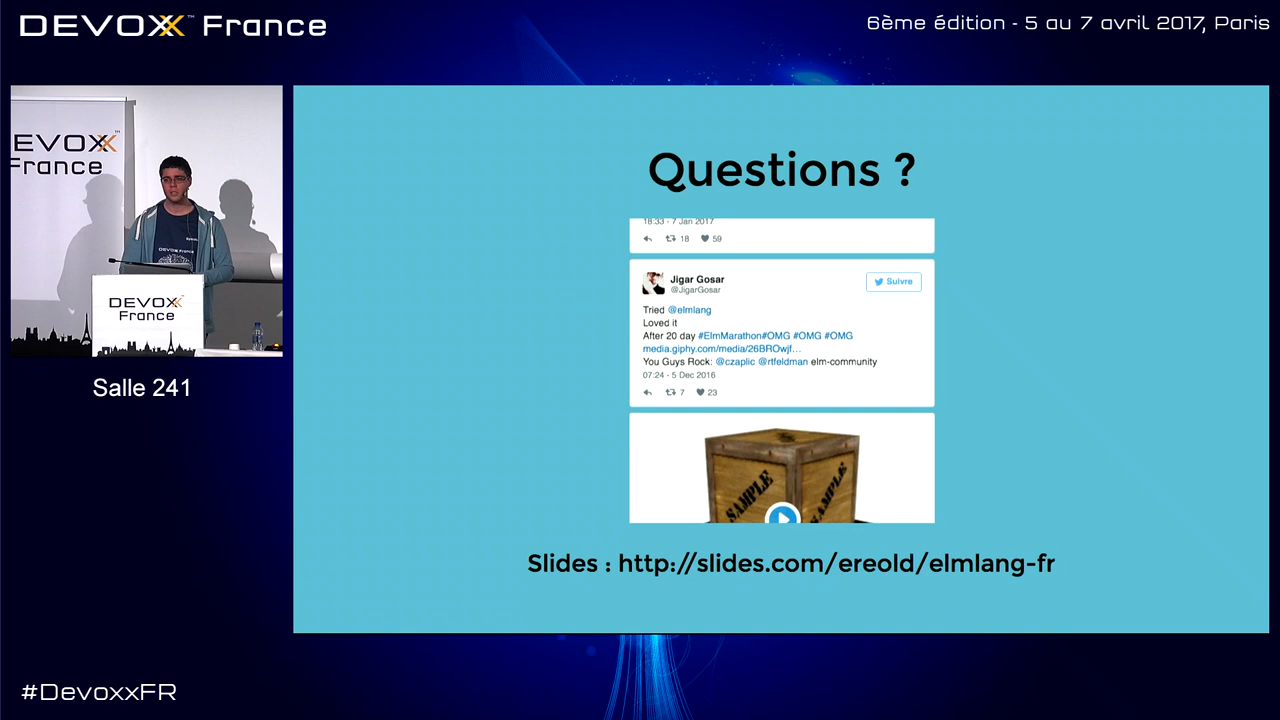 DEVOXX™ France
6ème édition - 5 au 7 avril 2017, Paris
EVOXX™
France
DEVOXX
France
Salle 241
Questions ?
18:33 - 7 Jan 2017
18 59
Jigar Gosar
@JigarGosar
Suivre
Tried @elmlang
Loved it
After 20 day #ElmMarathon#OMG #OMG #OMG
media.giphy.com/media/26BROwjf…
You Guys Rock: @czaplic @rtfeldman elm-community
07:24 - 5 Dec 2016
7 23
SAMPLE SAMPLE
Slides : http://slides.com/ereold/elmlang-fr
#DevoxxFR